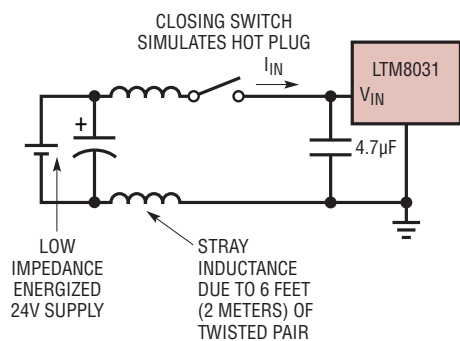 CLOSING SWITCH
SIMULATES HOT PLUG
IIN
LTM8031
VIN
+
4.7µF
LOW
IMPEDANCE
ENERGIZED
24V SUPPLY
STRAY
INDUCTANCE
DUE TO 6 FEET
(2 METERS) OF
TWISTED PAIR